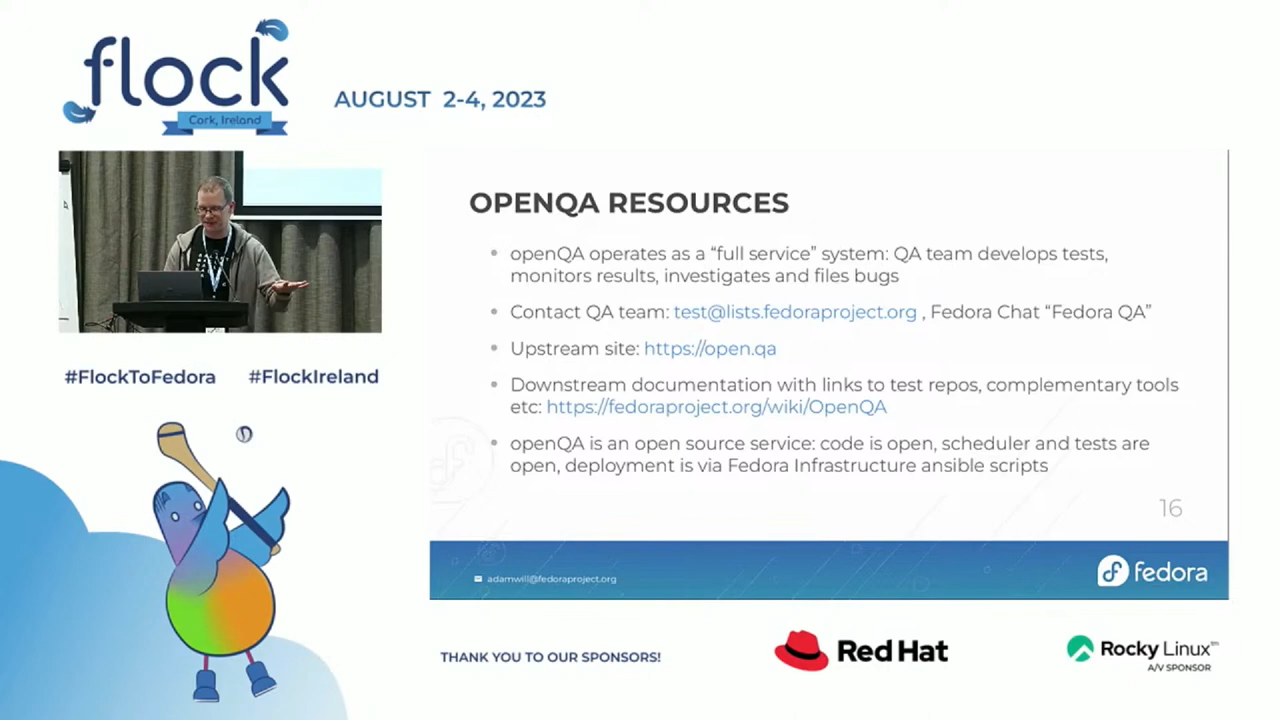 flock
Cork, Ireland
AUGUST 2-4, 2023
#FlockToFedora #FlockIreland
OPENQA RESOURCES
openQA operates as a “full service” system: QA team develops tests,
monitors results, investigates and files bugs
Contact QA team: test@lists.fedoraproject.org , Fedora Chat “Fedora QA”
Upstream site: https://open.qa
Downstream documentation with links to test repos, complementary tools
etc: https://fedoraproject.org/wiki/OpenQA
openQA is an open source service: code is open, scheduler and tests are
open, deployment is via Fedora Infrastructure ansible scripts
16
adamwill@fedoraproject.org
fedora
THANK YOU TO OUR SPONSORS!
Red Hat
Rocky Linux™
A/V SPONSOR